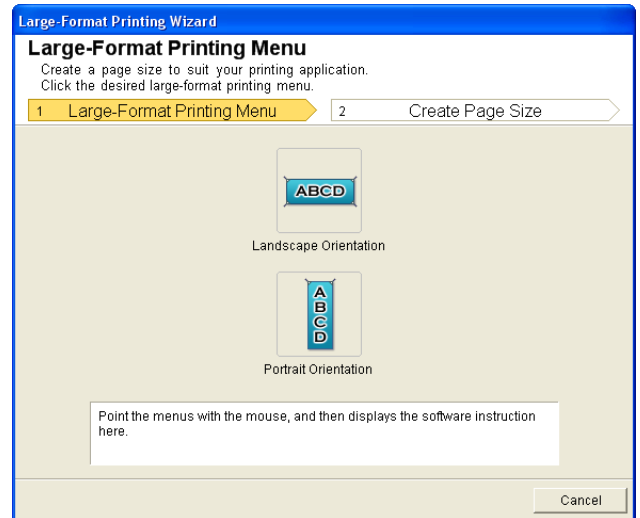 Large-Format Printing Wizard
Large-Format Printing Menu
Create a page size to suit your printing application.
Click the desired large-format printing menu.
1 Large-Format Printing Menu 2 Create Page Size
ABCD
Landscape Orientation
A
B
C
D
Portrait Orientation
Point the menus with the mouse, and then displays the software instruction
here.
Cancel